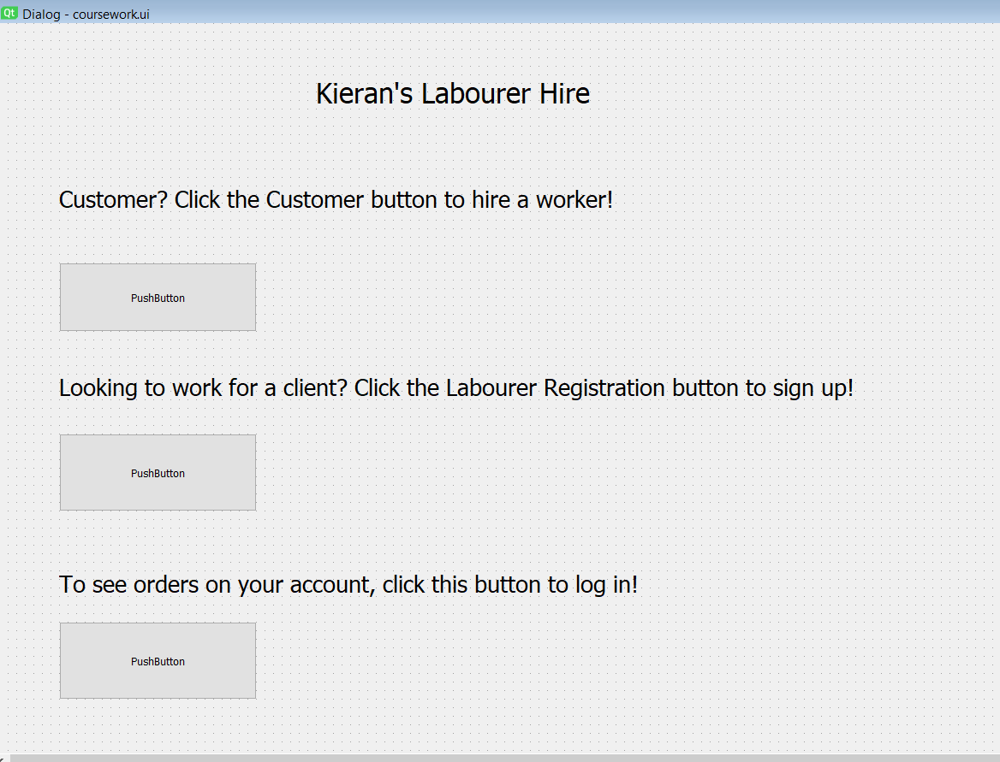 Qt Dialog - coursework.ui
Kieran's Labourer Hire
Customer? Click the Customer button to hire a worker!
PushButton
Looking to work for a client? Click the Labourer Registration button to sign up!
PushButton
To see orders on your account, click this button to log in!
PushButton